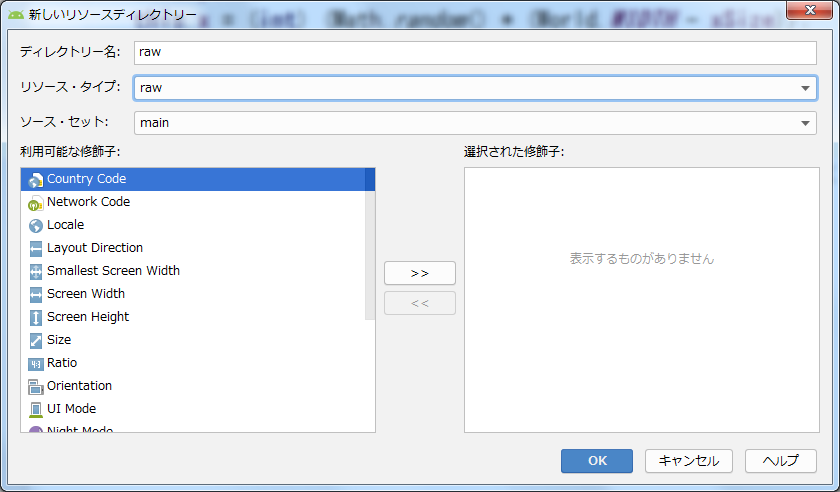 新しいリソースディレクトリー
(int) (Math.random() * (World.WIDTH - xSize);
ディレクトリー名: raw
リソース・タイプ: raw
ソース・セット: main
利用可能な修飾子:
選択された修飾子:
Country Code
Network Code
Locale
Layout Direction
Smallest Screen Width
Screen Width
Screen Height
Size
Ratio
Orientation
UI Mode
Night Mode
>>
<<
表示するものがありません
OK
キャンセル
ヘルプ